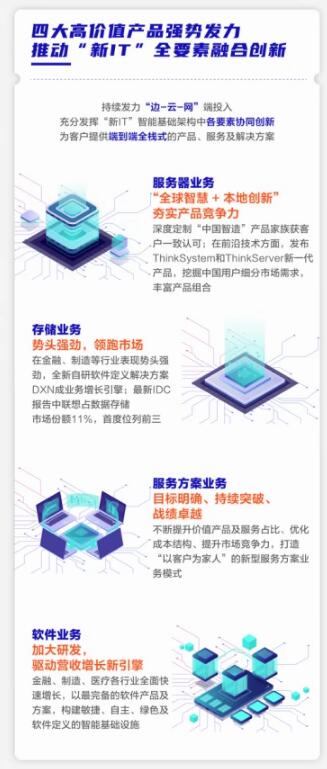 四大高价值产品强势发力
推动“新IT”全要素融合创新
持续发力“边-云-网”端投入
充分发挥“新IT”智能基础架构中各要素协同创新
为客户提供端到端全栈式的产品、服务及解决方案
服务器业务
“全球智慧 + 本地创新”
夯实产品竞争力
深度定制“中国智造”产品家族获客
户一致认可；在前沿技术方面，发布
ThinkSystem和ThinkServer新一代
产品，挖掘中国用户细分市场需求，
丰富产品组合
存储业务
势头强劲，领跑市场
在金融、制造等行业表现势头强
劲，全新自研软件定义解决方案
DXN成业务增长引擎；最新IDC
报告中联想占数据存储
市场份额11%，首度位列前三
服务方案业务
目标明确、持续突破、
战绩卓越
不断提升价值产品及服务占比、优化
成本结构、提升市场竞争力，打造
“以客户为家人”的新型服务方案业
务模式
软件业务
加大研发，
驱动营收增长新引擎
金融、制造、医疗各行业全面快
速增长，以最完备的软件产品及
方案，构建敏捷、自主、绿色及
软件定义的智能基础设施